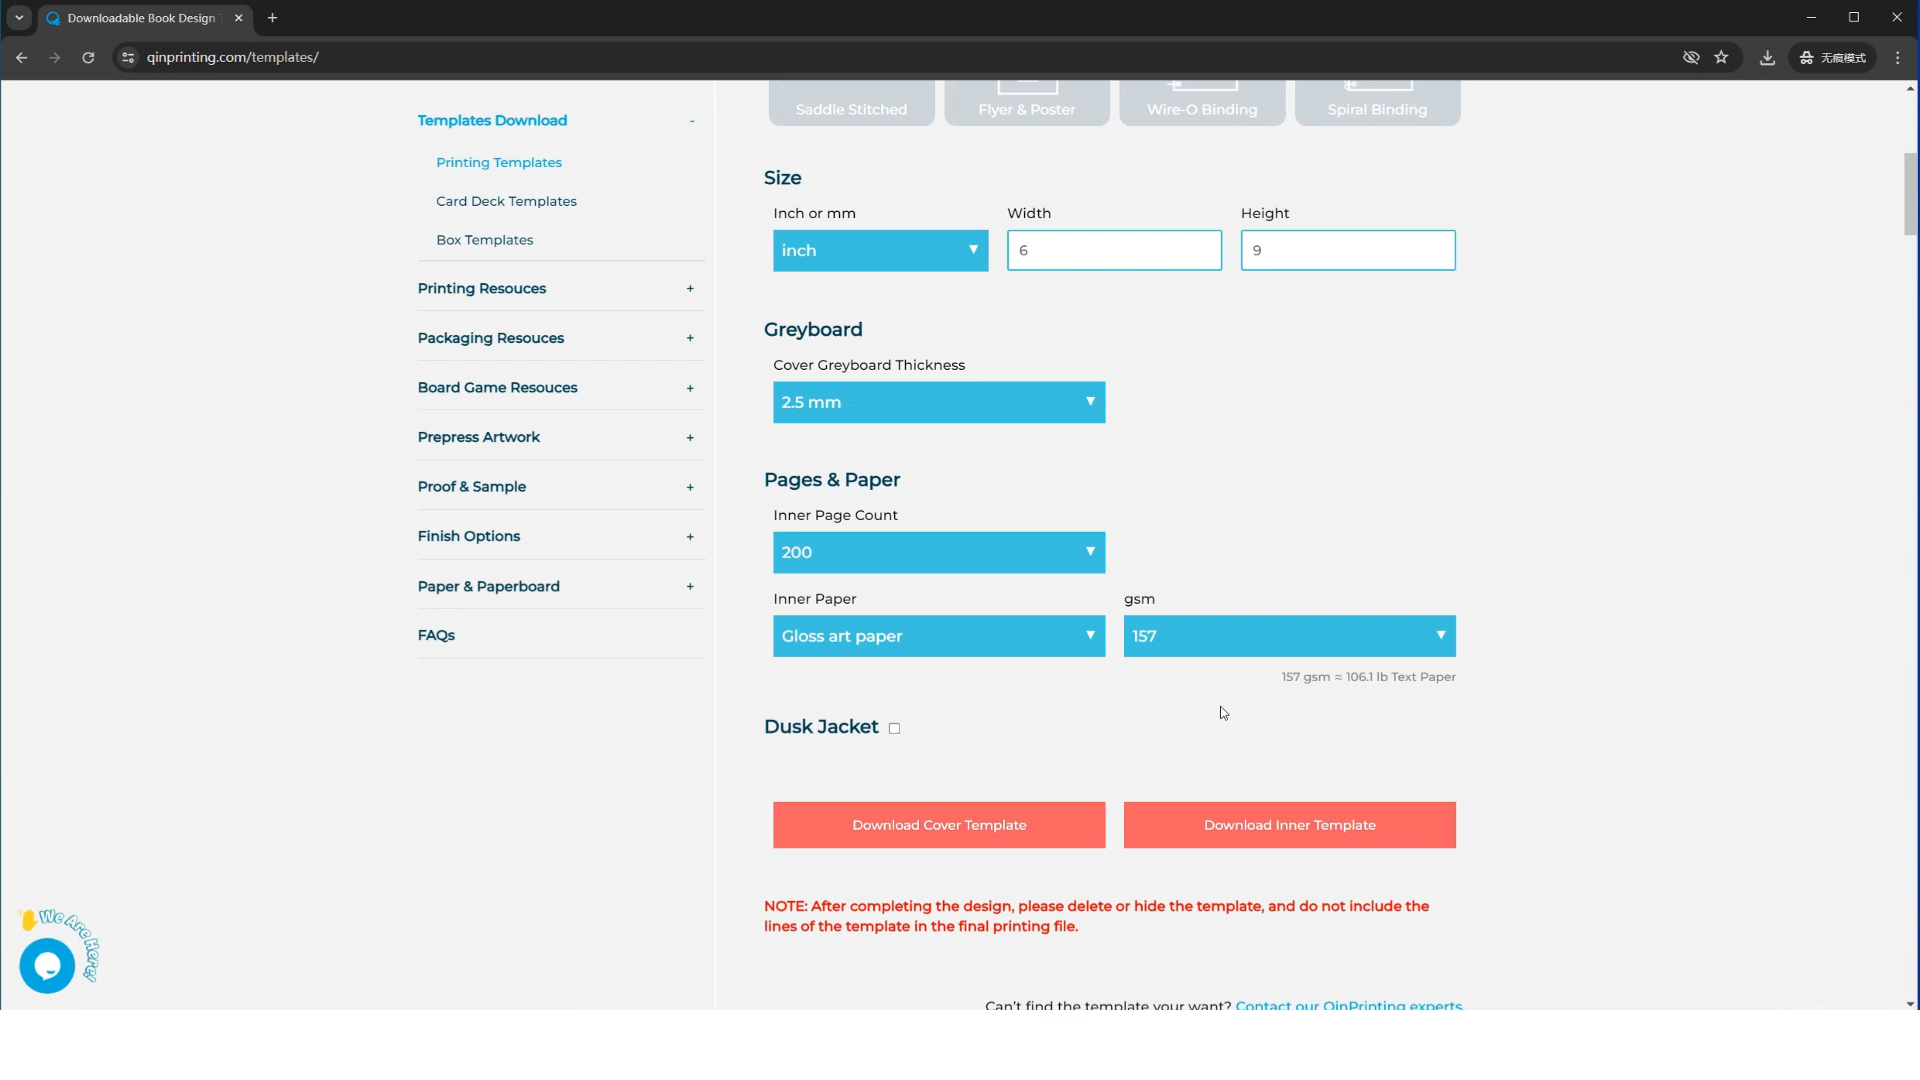 Downloadable Book Design T
qinprinting.com/templates/
无痕模式
Templates Download -
Printing Templates
Card Deck Templates
Box Templates
Printing Resouces +
Packaging Resouces +
Board Game Resouces +
Prepress Artwork +
Proof & Sample +
Finish Options +
Paper & Paperboard +
FAQs
Saddle Stitched
Flyer & Poster
Wire-O Binding
Spiral Binding
Size
Inch or mm
Width
Height
inch
6
9
Greyboard
Cover Greyboard Thickness
2.5 mm
Pages & Paper
Inner Page Count
200
Inner Paper
gsm
Gloss art paper
157
157 gsm ≈ 106.1 lb Text Paper
Dusk Jacket
Download Cover Template
Download Inner Template
NOTE: After completing the design, please delete or hide the template, and do not include the
lines of the template in the final printing file.
Can't find the template your want? Contact our QinPrinting experts.
We Are Here!